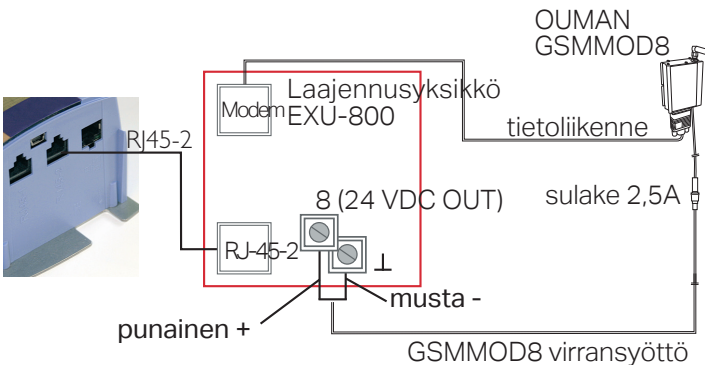 OUMAN
GSMMOD8
Laajennusyksikkö
EXU-800
Modem
RJ45-2
tietoliikenne
8 (24 VDC OUT)
sulake 2,5A
RJ-45-2
musta -
punainen +
GSMMOD8 virransyöttö